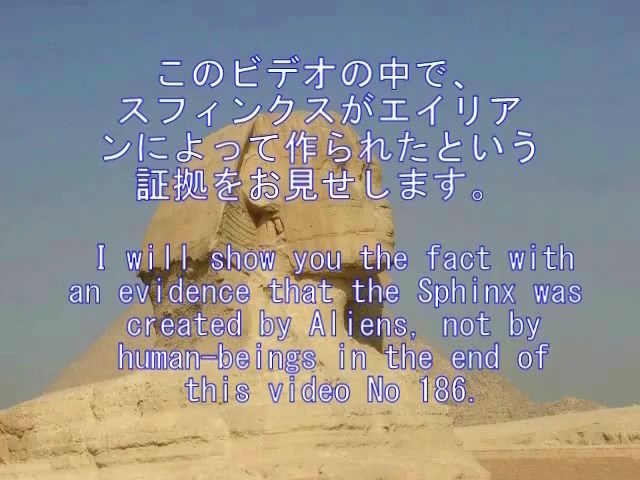 このビデオの中で、
スフィンクスがエイリア
ンによって作られたという
証拠をお見せします。
I will show you the fact with
an evidence that the Sphinx was
created by Aliens, not by
human-beings in the end of
this video No 186.